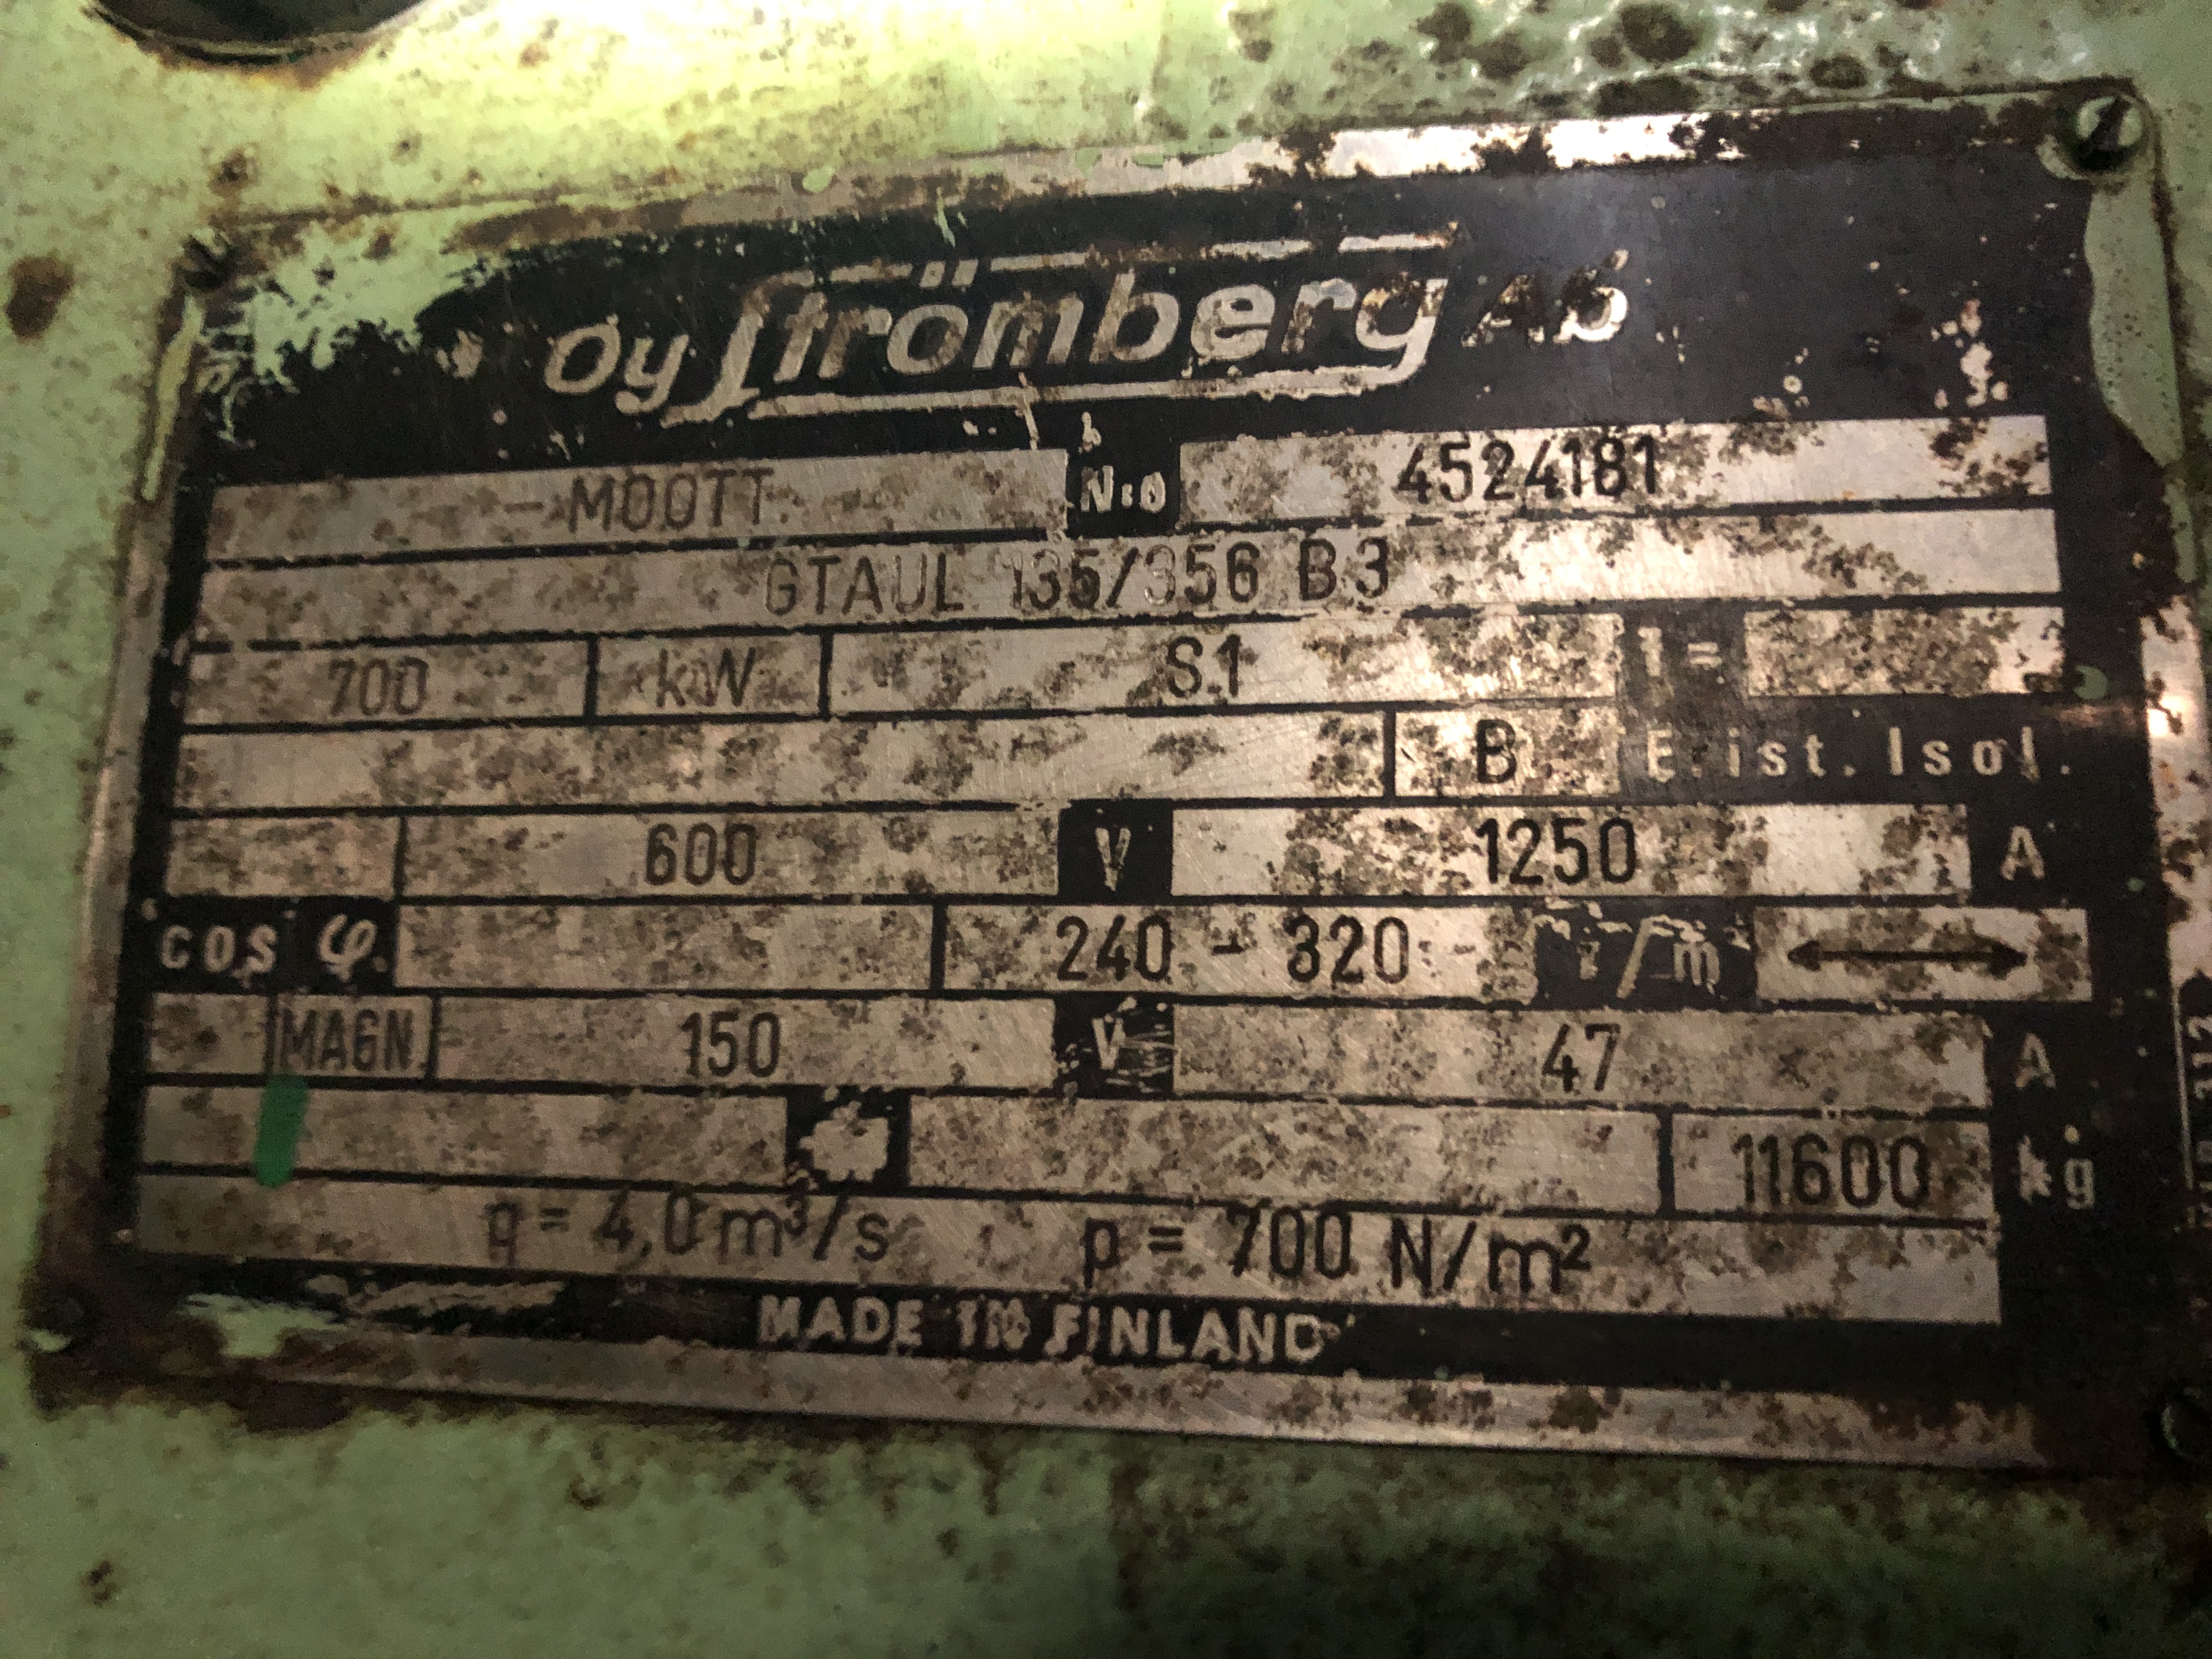 Oy Strömberg Ab
MOOTT. N:o 4524181
GTAUL 135/356 B3
700 kW S1 t =
B E.ist. Isol.
600 V 1250 A
cos φ. 240 - 320 r/m ↔
MAGN. 150 V 47 A
11600 kg
q = 4,0 m³/s p = 700 N/m²
MADE IN FINLAND